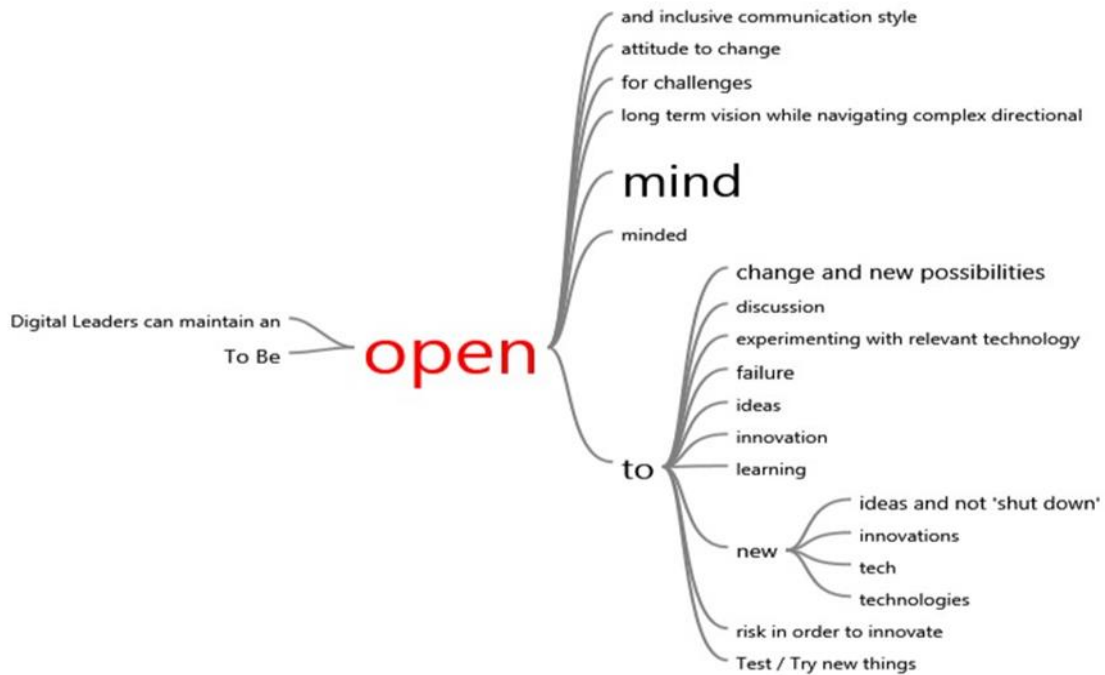 Digital Leaders can maintain an
To Be
open
and inclusive communication style
attitude to change
for challenges
long term vision while navigating complex directional
mind
minded
to
change and new possibilities
discussion
experimenting with relevant technology
failure
ideas
innovation
learning
new
ideas and not 'shut down'
innovations
tech
technologies
risk in order to innovate
Test / Try new things